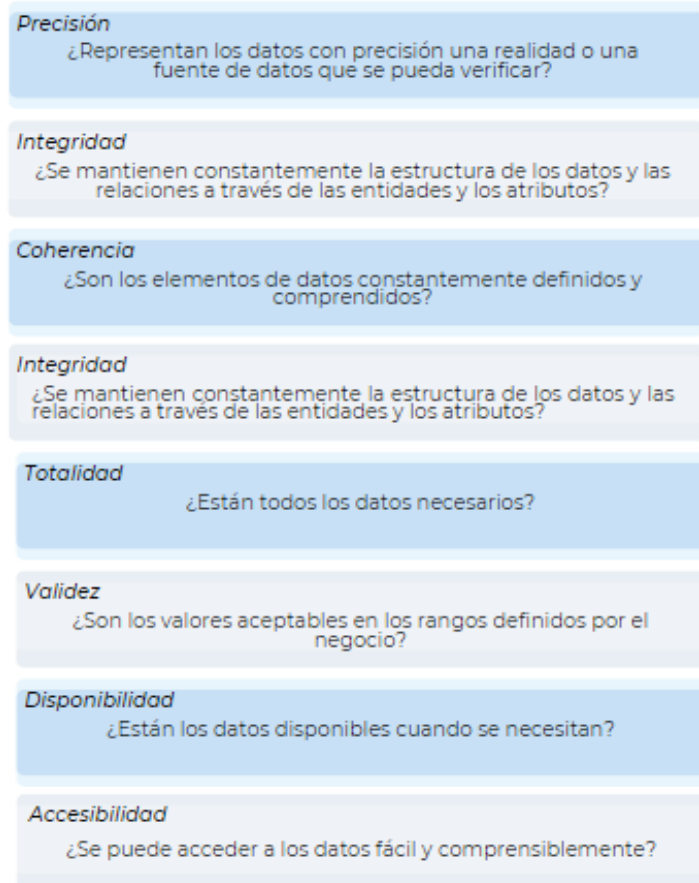 Precisión
¿Representan los datos con precisión una realidad o una
fuente de datos que se pueda verificar?
Integridad
¿Se mantienen constantemente la estructura de los datos y las
relaciones a través de las entidades y los atributos?
Coherencia
¿Son los elementos de datos constantemente definidos y
comprendidos?
Integridad
¿Se mantienen constantemente la estructura de los datos y las
relaciones a través de las entidades y los atributos?
Totalidad
¿Están todos los datos necesarios?
Validez
¿Son los valores aceptables en los rangos definidos por el
negocio?
Disponibilidad
¿Están los datos disponibles cuando se necesitan?
Accesibilidad
¿Se puede acceder a los datos fácil y comprensiblemente?